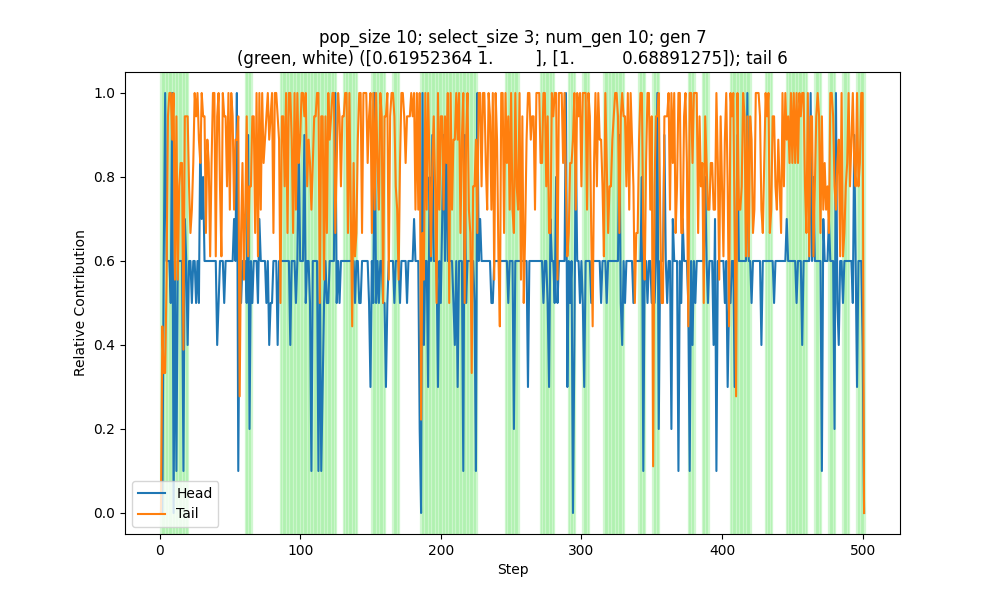 pop_size 10; select_size 3; num_gen 10; gen 7
(green, white) ([0.61952364 1.        ], [1.         0.68891275]); tail 6
Relative Contribution
1.0
0.8
0.6
0.4
0.2
0.0
Head
Tail
0 100 200 300 400 500
Step